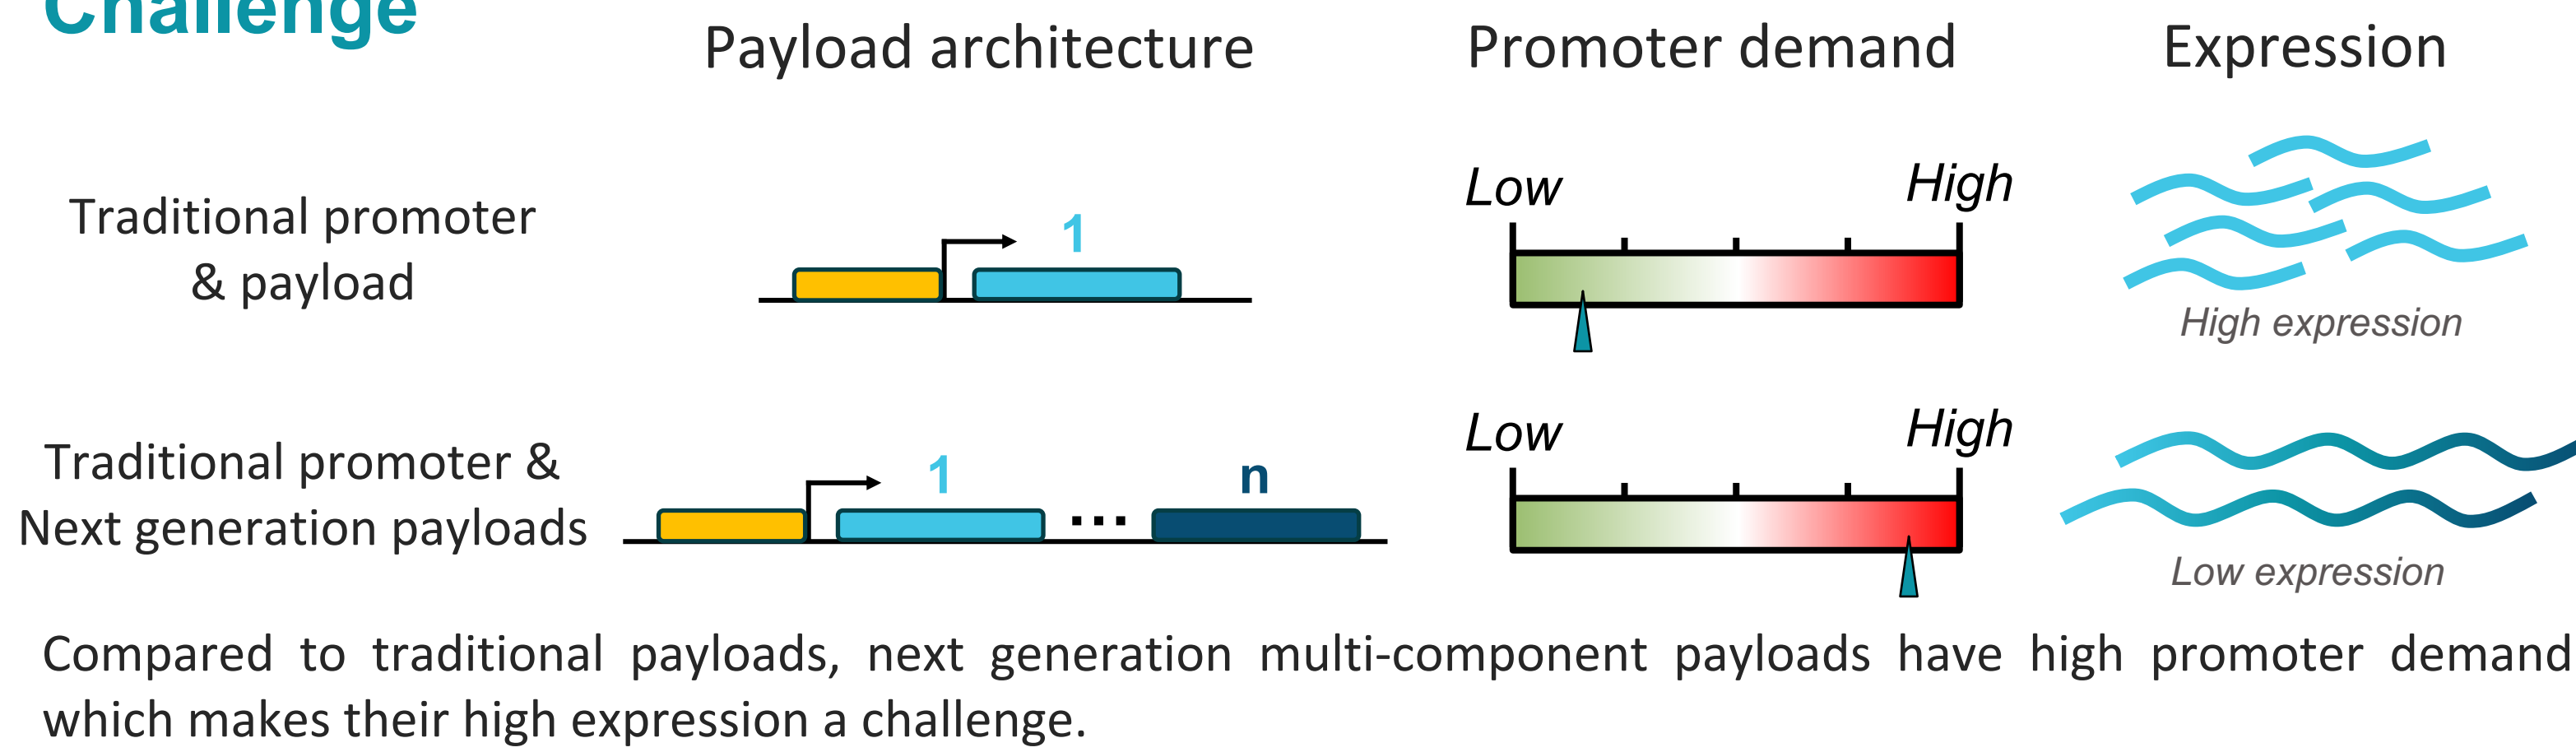 Challenge
Payload architecture
Promoter demand
Expression
Traditional promoter
& payload
1
Low
High
High expression
Traditional promoter &
Next generation payloads
1
...
n
Low
High
Low expression
Compared to traditional payloads, next generation multi-component payloads have high promoter demand
which makes their high expression a challenge.